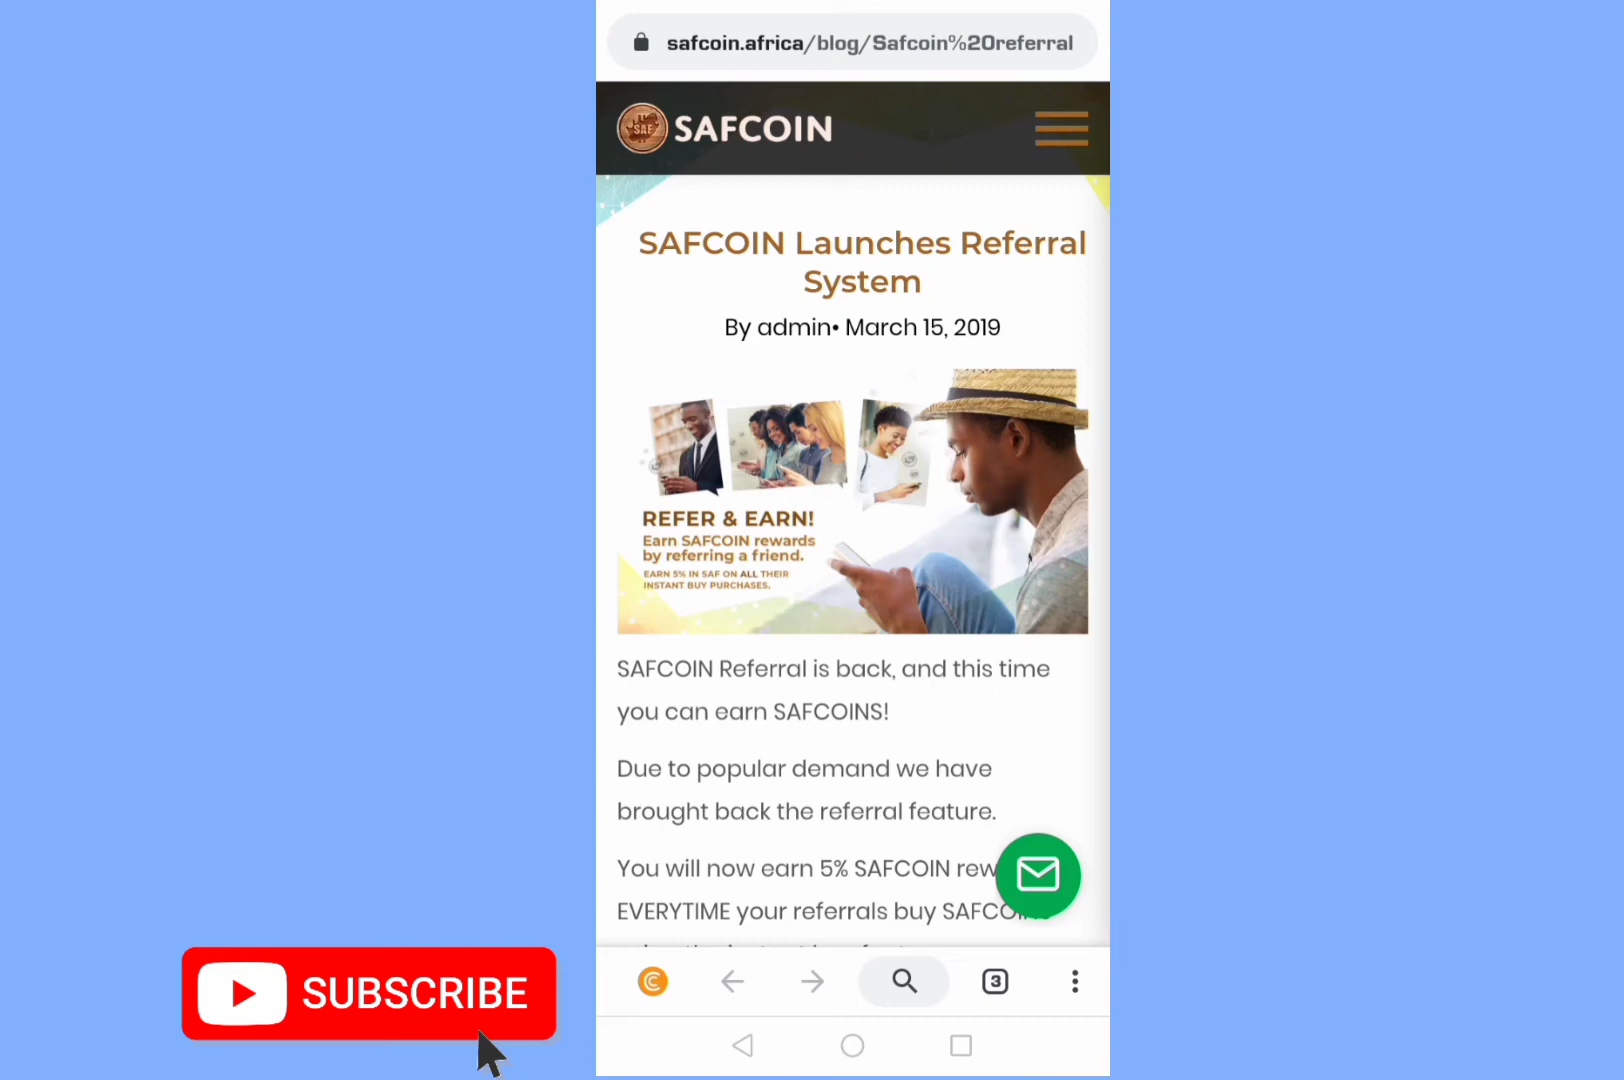 safcoin.africa/blog/Safcoin%20referral
SAF
SAFCOIN
SAFCOIN Launches Referral
System
By admin• March 15, 2019
REFER & EARN!
Earn SAFCOIN rewards
by referring a friend.
EARN 5% IN SAF ON ALL THEIR
INSTANT BUY PURCHASES.
SAFCOIN Referral is back, and this time
you can earn SAFCOINS!
Due to popular demand we have
brought back the referral feature.
You will now earn 5% SAFCOIN rew
EVERYTIME your referrals buy
3
SUBSCRIBE